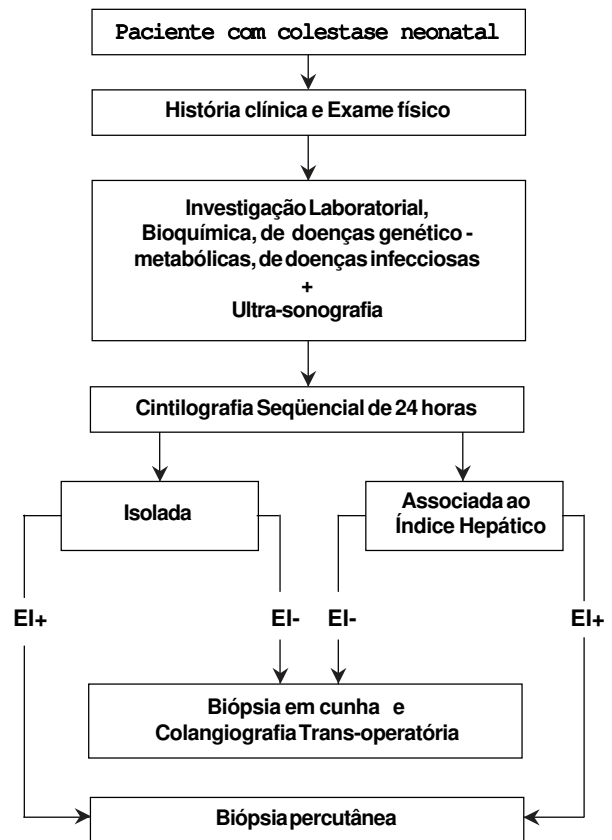 Paciente com colestase neonatal
História clínica e Exame físico
Investigação Laboratorial,
Bioquímica, de doenças genético -
metabólicas, de doenças infecciosas
+
Ultra-sonografia
Cintilografia Seqüencial de 24 horas
Isolada
Associada ao
Índice Hepático
EI+
EI-
EI-
EI+
Biópsia em cunha e
Colangiografia Trans-operatória
Biópsia percutânea